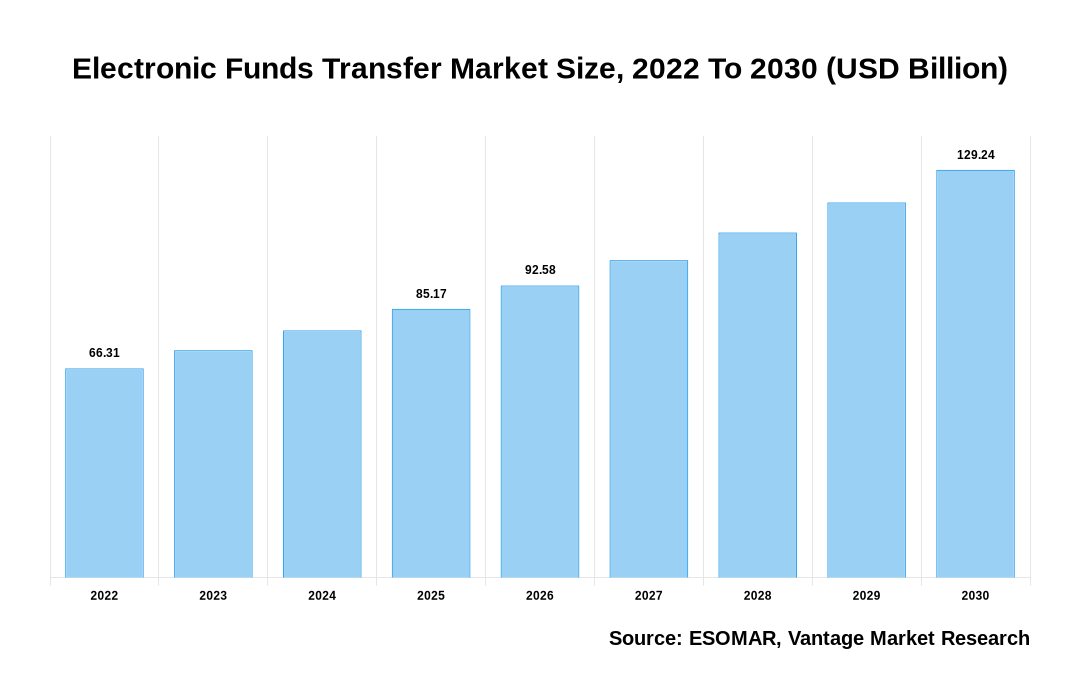 Electronic Funds Transfer Market Size, 2022 To 2030 (USD Billion)
129.24
92.58
85.17
66.31
2022 2023 2024 2025 2026 2027 2028 2029 2030
Source: ESOMAR, Vantage Market Research